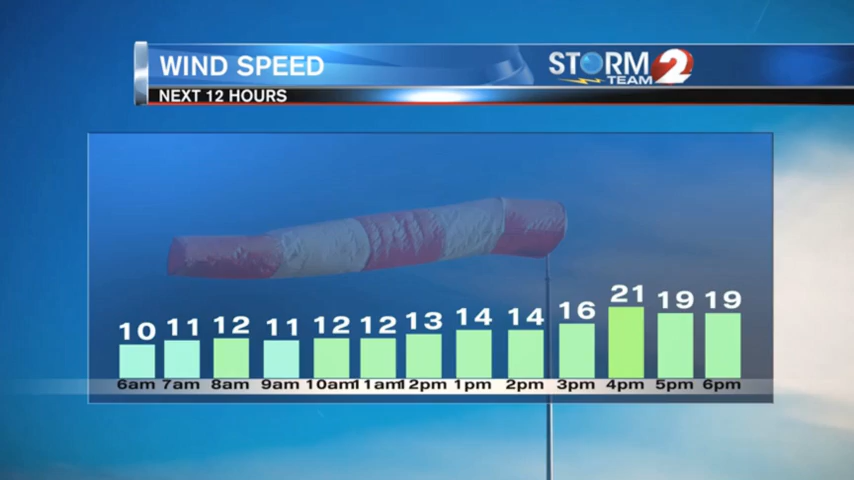 WIND SPEED
STORM TEAM 2
NEXT 12 HOURS
10 11 12 11 12 12 13 14 14 16 21 19 19
6am 7am 8am 9am 10am 11am 12pm 1pm 2pm 3pm 4pm 5pm 6pm